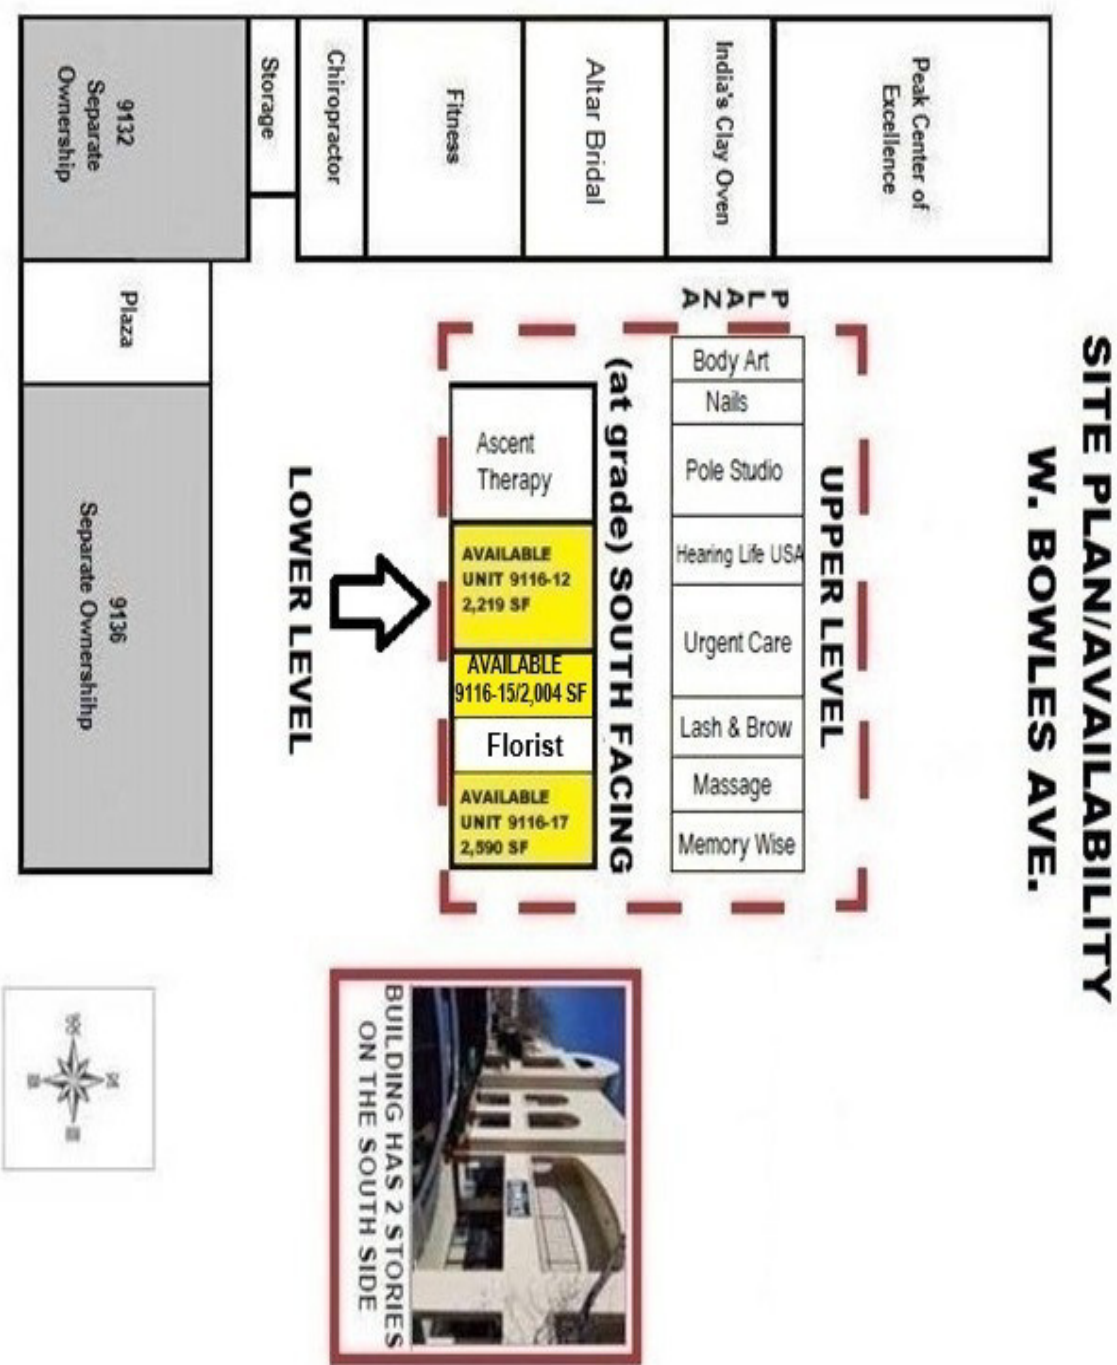 SITE PLAN/AVAILABILITY
W. BOWLES AVE.
9132
Separate
Ownership
Storage
Chiropractor
Fitness
Altar Bridal
India's Clay Oven
Peak Center of
Excellence
Plaza
9136
Separate Ownershihp
PLAZA
UPPER LEVEL
Body Art
Nails
Pole Studio
Hearing Life USA
Urgent Care
Lash & Brow
Massage
Memory Wise
(at grade) SOUTH FACING
Ascent
Therapy
AVAILABLE
UNIT 9116-12
2,219 SF
AVAILABLE
9116-15/2,004 SF
Florist
AVAILABLE
UNIT 9116-17
2,590 SF
LOWER LEVEL
BUILDING HAS 2 STORIES
ON THE SOUTH SIDE